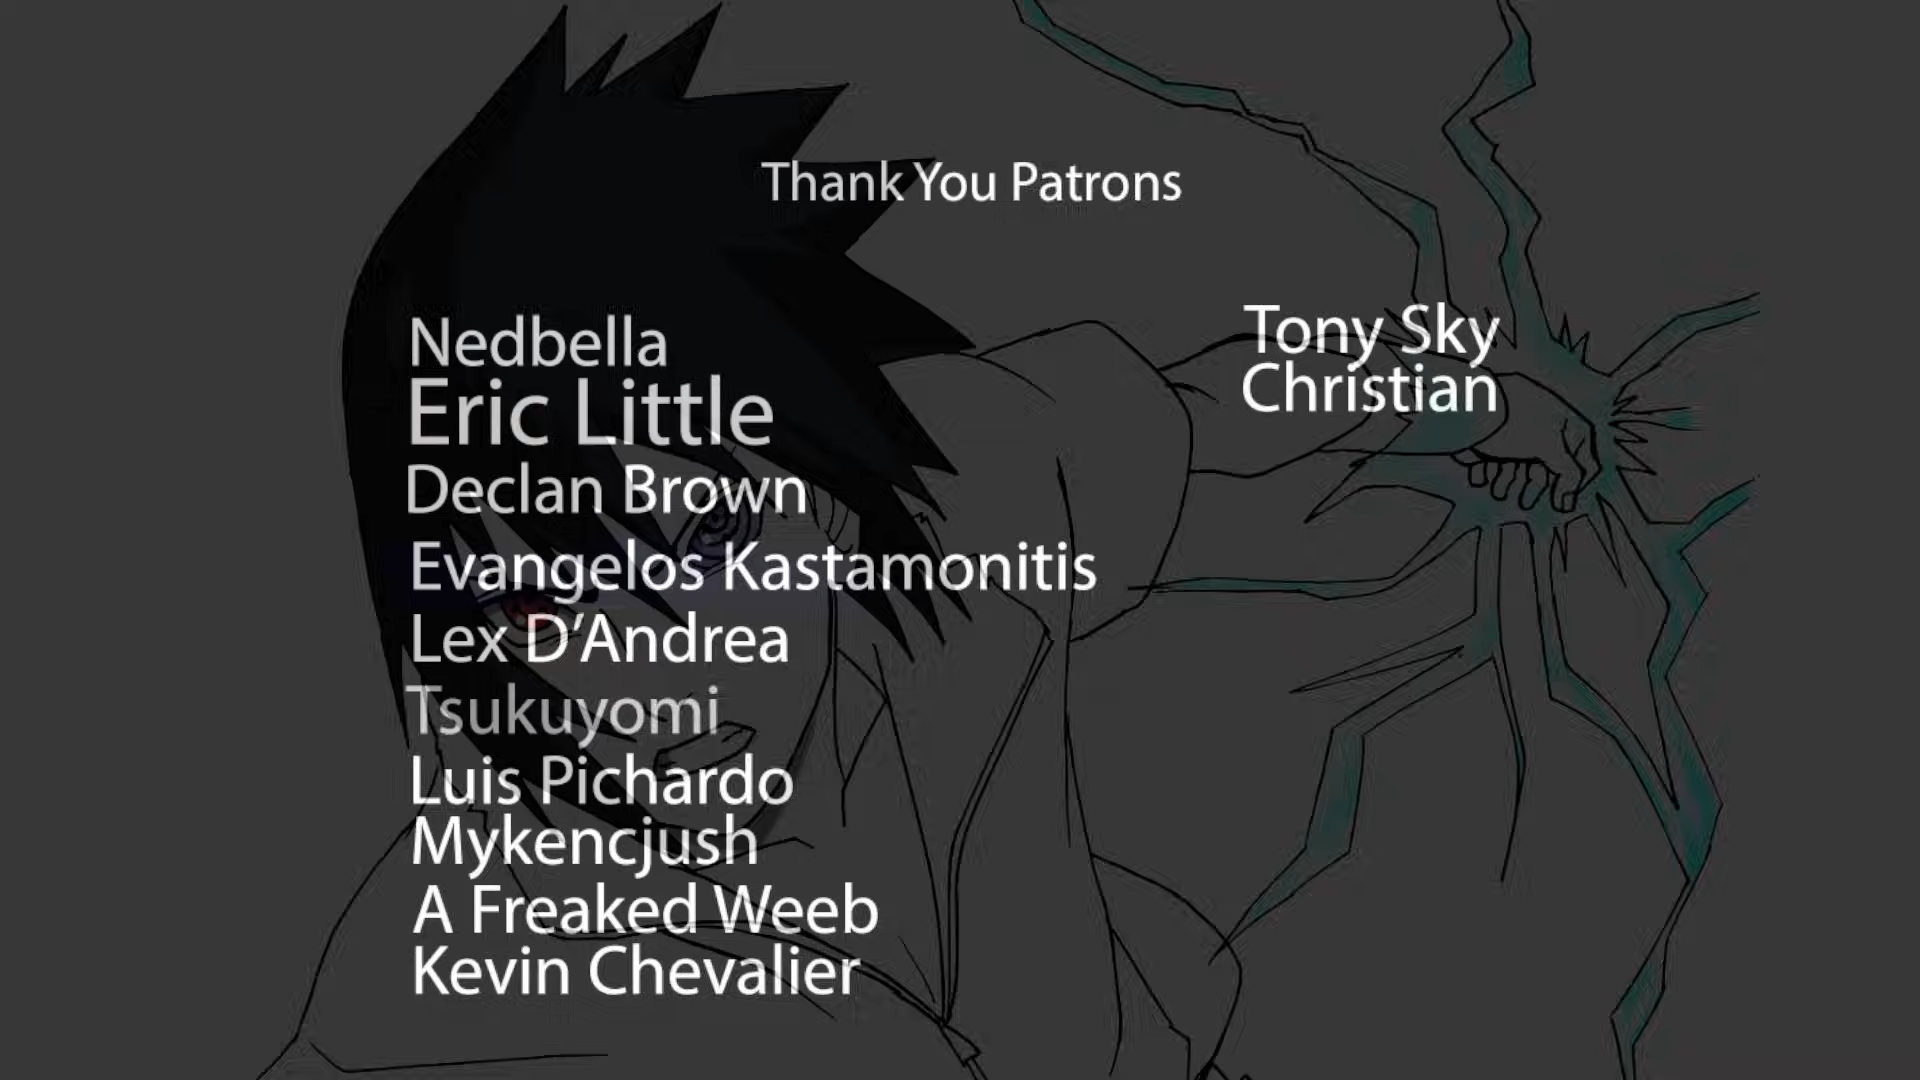 Thank You Patrons
Nedbella
Eric Little
Declan Brown
Evangelos Kastamonitis
Lex D’Andrea
Tsukuyomi
Luis Pichardo
Mykencjush
A Freaked Weeb
Kevin Chevalier
Tony Sky
Christian